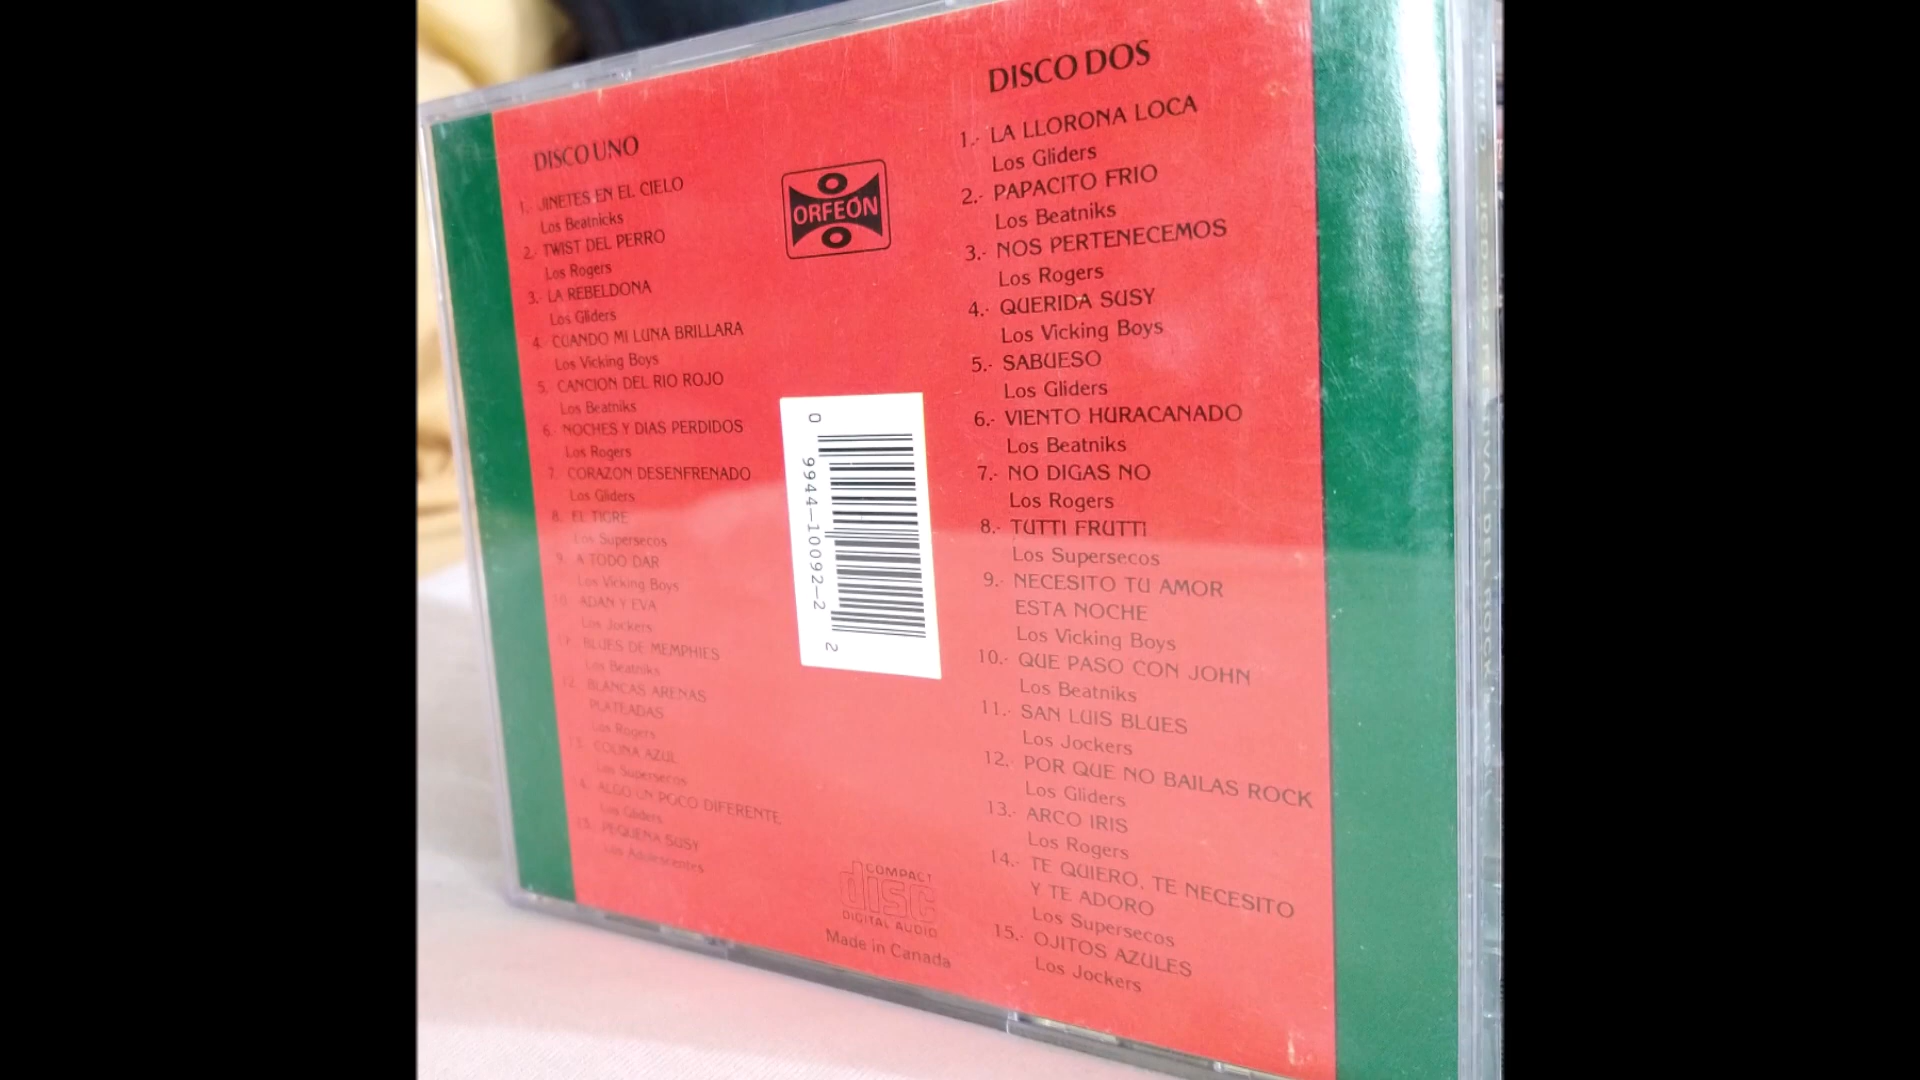 DISCO UNO
1.- JINETES EN EL CIELO
Los Beatnicks
2.- TWIST DEL PERRO
Los Rogers
3.- LA REBELDONA
Los Gliders
4.- CUANDO MI LUNA BRILLARA
Los Vicking Boys
5.- CANCION DEL RIO ROJO
Los Beatniks
6.- NOCHES Y DIAS PERDIDOS
Los Rogers
7.- CORAZON DESENFRENADO
Los Gliders
8.- EL TIGRE
Los Supersecos
9.- A TODO DAR
Los Vicking Boys
10.- ADAN Y EVA
Los Jockers
11.- BLUES DE MEMPHIES
Los Beatniks
12.- BLANCAS ARENAS
PLATEADAS
Los Rogers
13.- COLINA AZUL
Los Supersecos
14.- ALGO UN POCO DIFERENTE
Los Gliders
15.- PEQUEÑA SUSY
Los Adolescentes
ORFEON
0 99441-0092-2 2
COMPACT
disc
DIGITAL AUDIO
Made in Canada
DISCO DOS
1.- LA LLORONA LOCA
Los Gliders
2.- PAPACITO FRIO
Los Beatniks
3.- NOS PERTENECEMOS
Los Rogers
4.- QUERIDA SUSY
Los Vicking Boys
5.- SABUESO
Los Gliders
6.- VIENTO HURACANADO
Los Beatniks
7.- NO DIGAS NO
Los Rogers
8.- TUTTI FRUTTI
Los Supersecos
9.- NECESITO TU AMOR
ESTA NOCHE
Los Vicking Boys
10.- QUE PASO CON JOHN
Los Beatniks
11.- SAN LUIS BLUES
Los Jockers
12.- POR QUE NO BAILAS ROCK
Los Gliders
13.- ARCO IRIS
Los Rogers
14.- TE QUIERO, TE NECESITO
Y TE ADORO
Los Supersecos
15.- OJITOS AZULES
Los Jockers
DEL ROCK